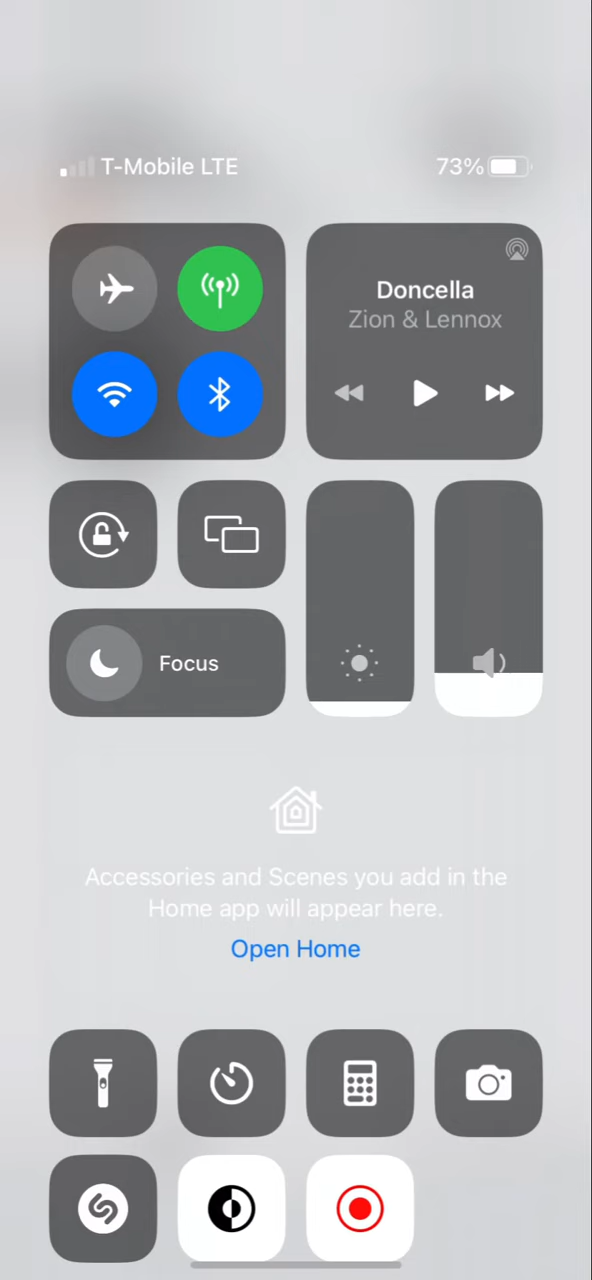 T-Mobile LTE
73%
Doncella
Zion & Lennox
Focus
Accessories and Scenes you add in the
Home app will appear here.
Open Home